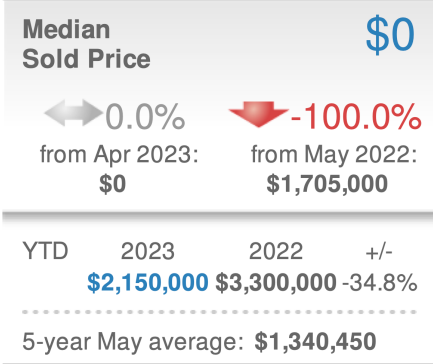 Median $0
Sold Price
0.0% -100.0%
from Apr 2023: from May 2022:
$0 $1,705,000
YTD 2023 2022 +/-
$2,150,000 $3,300,000 -34.8%
5-year May average: $1,340,450